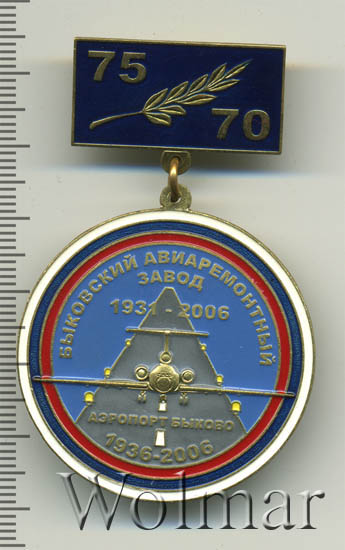 75
70
БЫКОВСКИЙ АВИАРЕМОНТНЫЙ
ЗАВОД
1931-2006
АЭРОПОРТ БЫКОВО
1936-2006
Wolmar